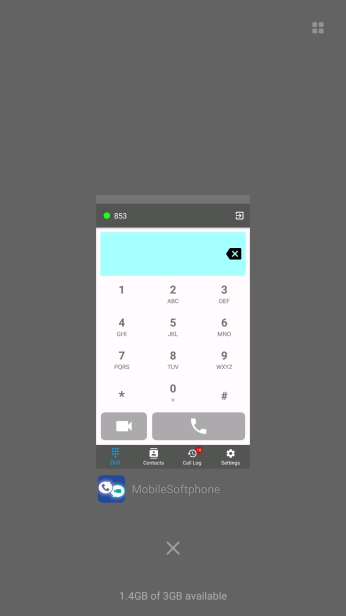 853
1 2 3
ABC DEF
4 5 6
GHI JKL MNO
7 8 9
PQRS TUV WXYZ
* 0 #
+
Dial Contacts Call Log Settings
MobileSoftphone
1.4GB of 3GB available